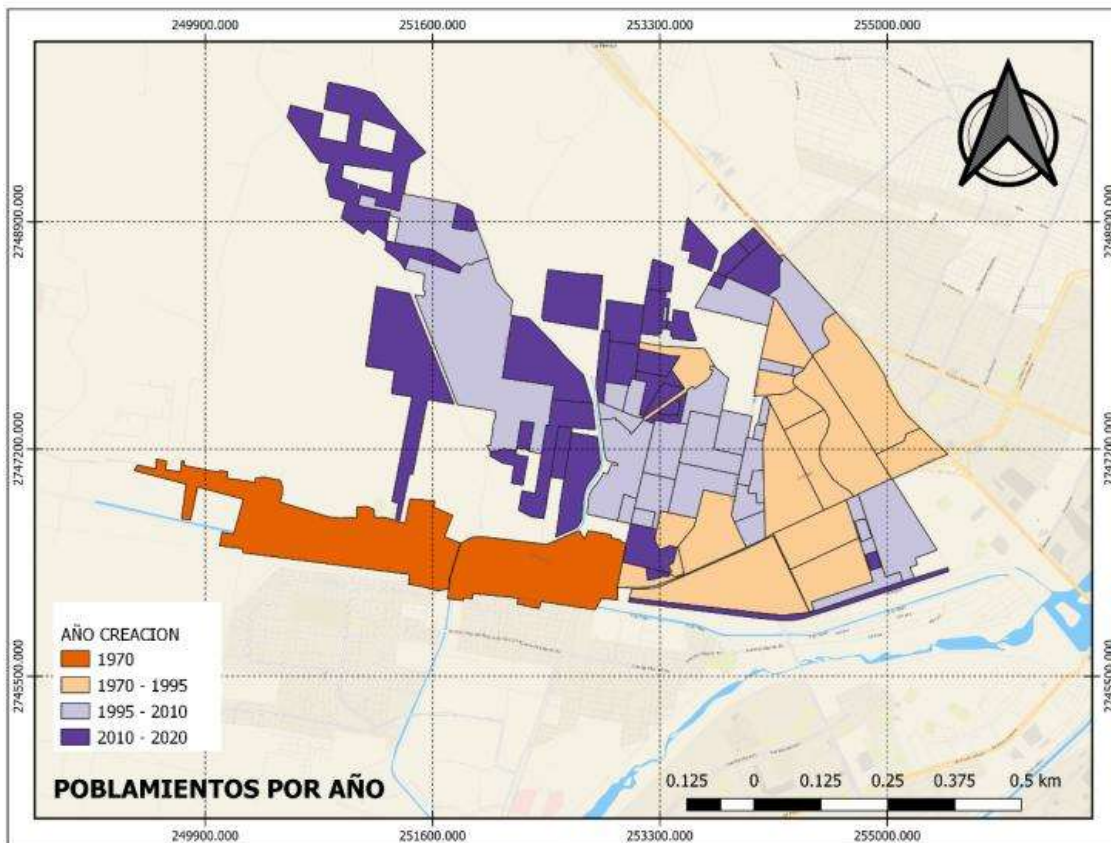 249900.000 251600.000 253300.000 255000.000
2748900.000 2748900.000
2747200.000 2747200.000
2745500.000 2745500.000
AÑO CREACION
1970
1970 - 1995
1995 - 2010
2010 - 2020
POBLAMIENTOS POR AÑO
0.125 0 0.125 0.25 0.375 0.5 km
249900.000 251600.000 253300.000 255000.000